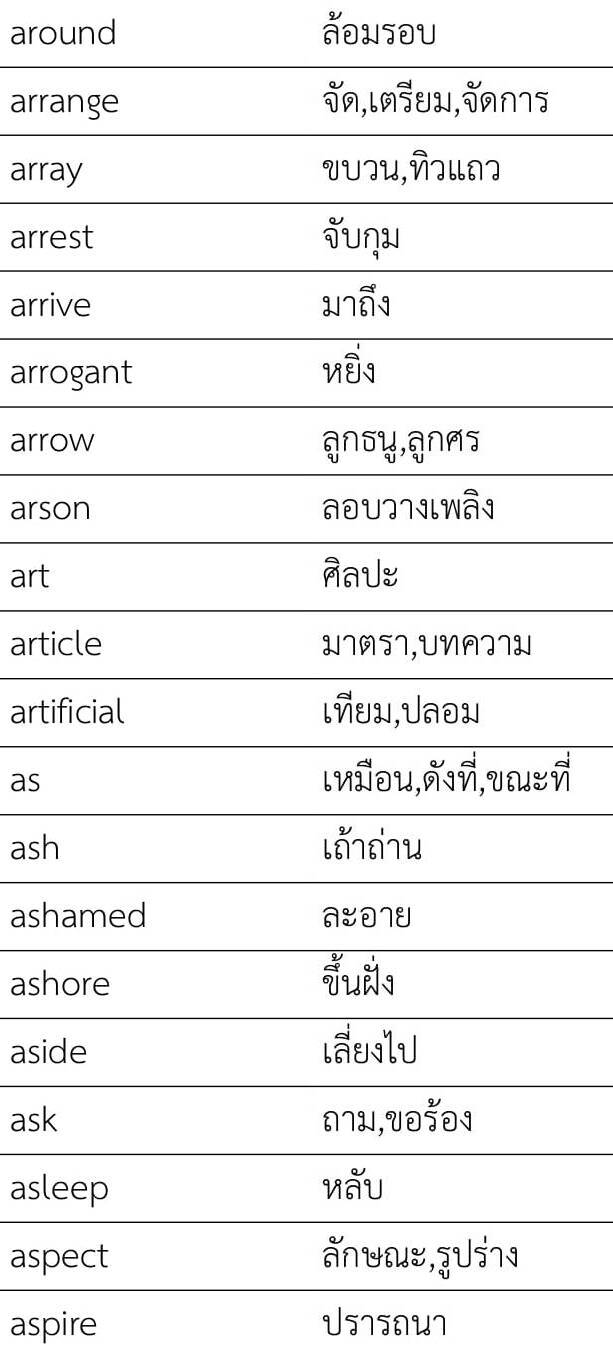 around ล้อมรอบ
arrange จัด,เตรียม,จัดการ
array ขบวน,ทิวแถว
arrest จับกุม
arrive มาถึง
arrogant หยิ่ง
arrow ลูกธนู,ลูกศร
arson ลอบวางเพลิง
art ศิลปะ
article มาตรา,บทความ
artificial เทียม,ปลอม
as เหมือน,ดังที่,ขณะที่
ash เถ้าถ่าน
ashamed ละอาย
ashore ขึ้นฝั่ง
aside เลี่ยงไป
ask ถาม,ขอร้อง
asleep หลับ
aspect ลักษณะ,รูปร่าง
aspire ปรารถนา